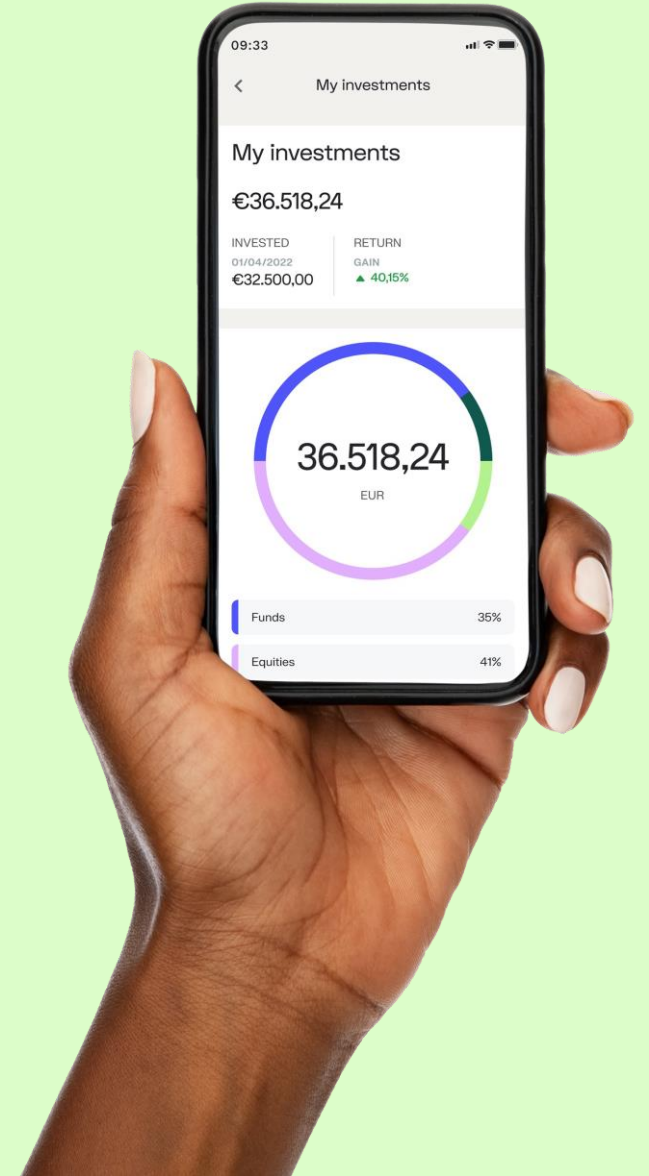 09:33
My investments
My investments
€36.518,24
INVESTED
RETURN
01/04/2022
GAIN
€32.500,00
▲ 40,15%
36.518,24
EUR
Funds 35%
Equities 41%